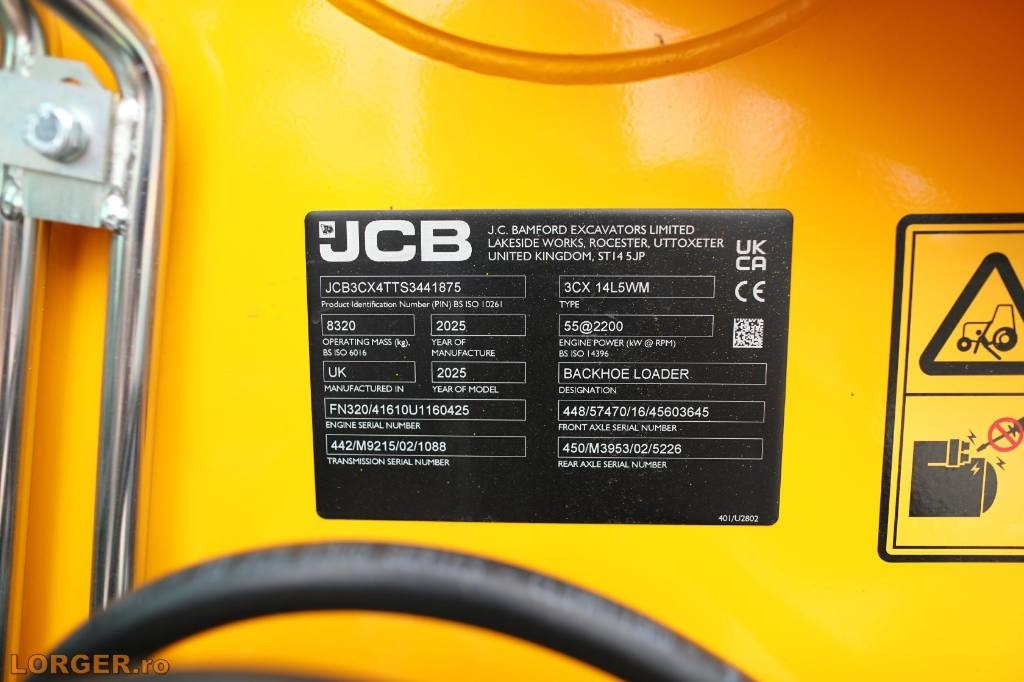 JCB
J.C. BAMFORD EXCAVATORS LIMITED
LAKESIDE WORKS, ROCESTER, UTTOXETER
UNITED KINGDOM, ST14 5JP
UK
CA
CE
JCB3CX4TTS3441875
Product Identification Number (PIN) BS ISO 10261
3CX 14L5WM
TYPE
8320
OPERATING MASS (kg),
BS ISO 6016
2025
YEAR OF
MANUFACTURE
55@2200
ENGINE POWER (kW @ RPM)
BS ISO 14396
UK
MANUFACTURED IN
2025
YEAR OF MODEL
BACKHOE LOADER
DESIGNATION
FN320/41610U1160425
ENGINE SERIAL NUMBER
448/57470/16/45603645
FRONT AXLE SERIAL NUMBER
442/M9215/02/1088
TRANSMISSION SERIAL NUMBER
450/M3953/02/5226
REAR AXLE SERIAL NUMBER
401/U2802
LORGER.ro